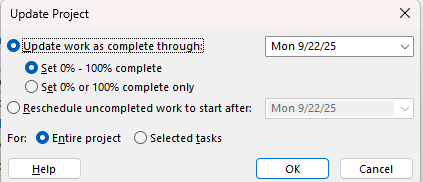 Update Project
Update work as complete through: Mon 9/22/25
Set 0% - 100% complete
Set 0% or 100% complete only
Reschedule uncompleted work to start after: Mon 9/22/25
For: Entire project Selected tasks
Help OK Cancel